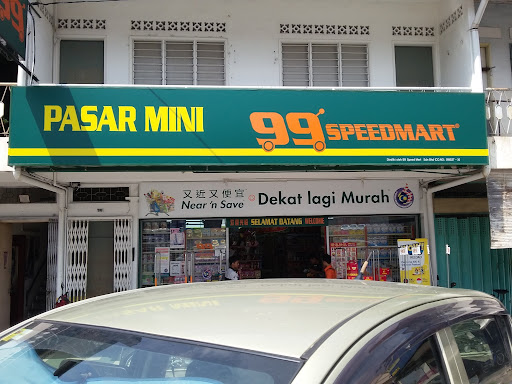 PASAR MINI
99 SPEEDMART
又近又便宜
Near 'n Save
Dekat lagi Murah
SELAMAT DATANG
WELCOME